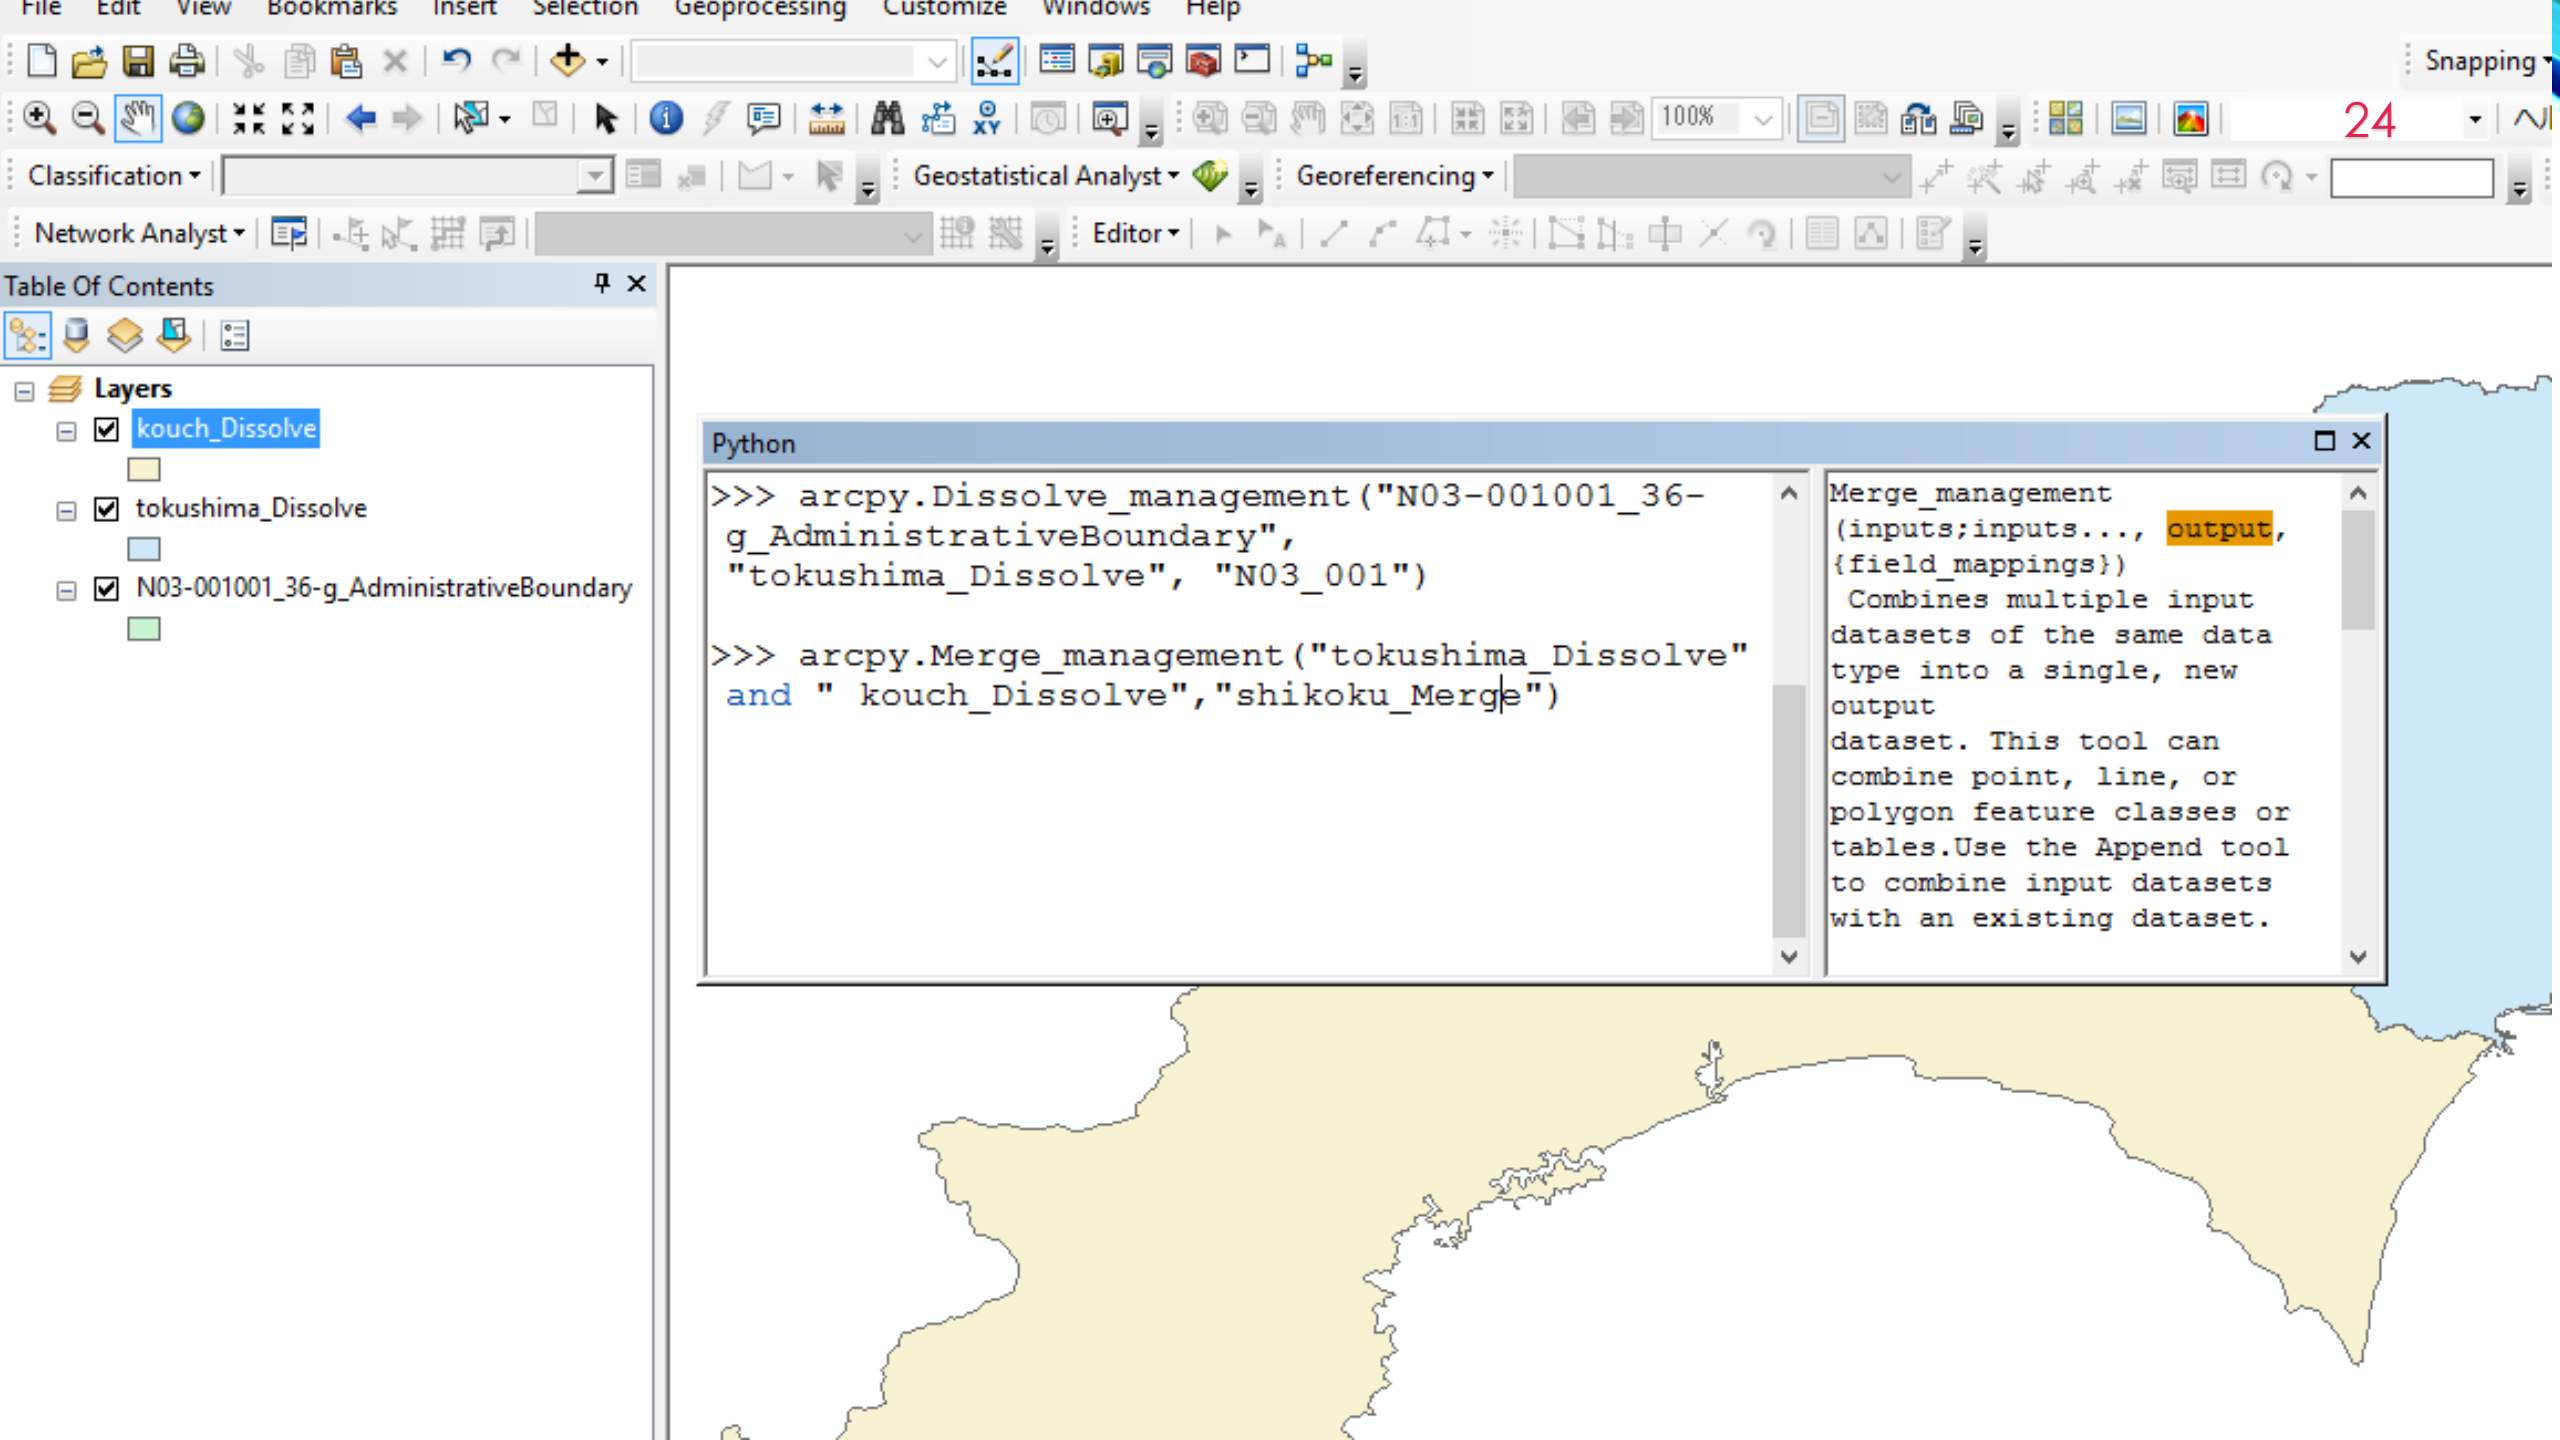 File Edit View Bookmarks Insert Selection Geoprocessing Customize Windows Help
Snapping
100%
24
Classification
Geostatistical Analyst
Georeferencing
Network Analyst
Editor
Table Of Contents
Layers
kouch_Dissolve
tokushima_Dissolve
N03-001001_36-g_AdministrativeBoundary
Python
>>> arcpy.Dissolve_management("N03-001001_36-
g_AdministrativeBoundary",
"tokushima_Dissolve", "N03_001")
>>> arcpy.Merge_management("tokushima_Dissolve"
and " kouch_Dissolve","shikoku_Merge")
Merge_management
(inputs;inputs..., output,
{field_mappings})
Combines multiple input
datasets of the same data
type into a single, new
output
dataset. This tool can
combine point, line, or
polygon feature classes or
tables.Use the Append tool
to combine input datasets
with an existing dataset.